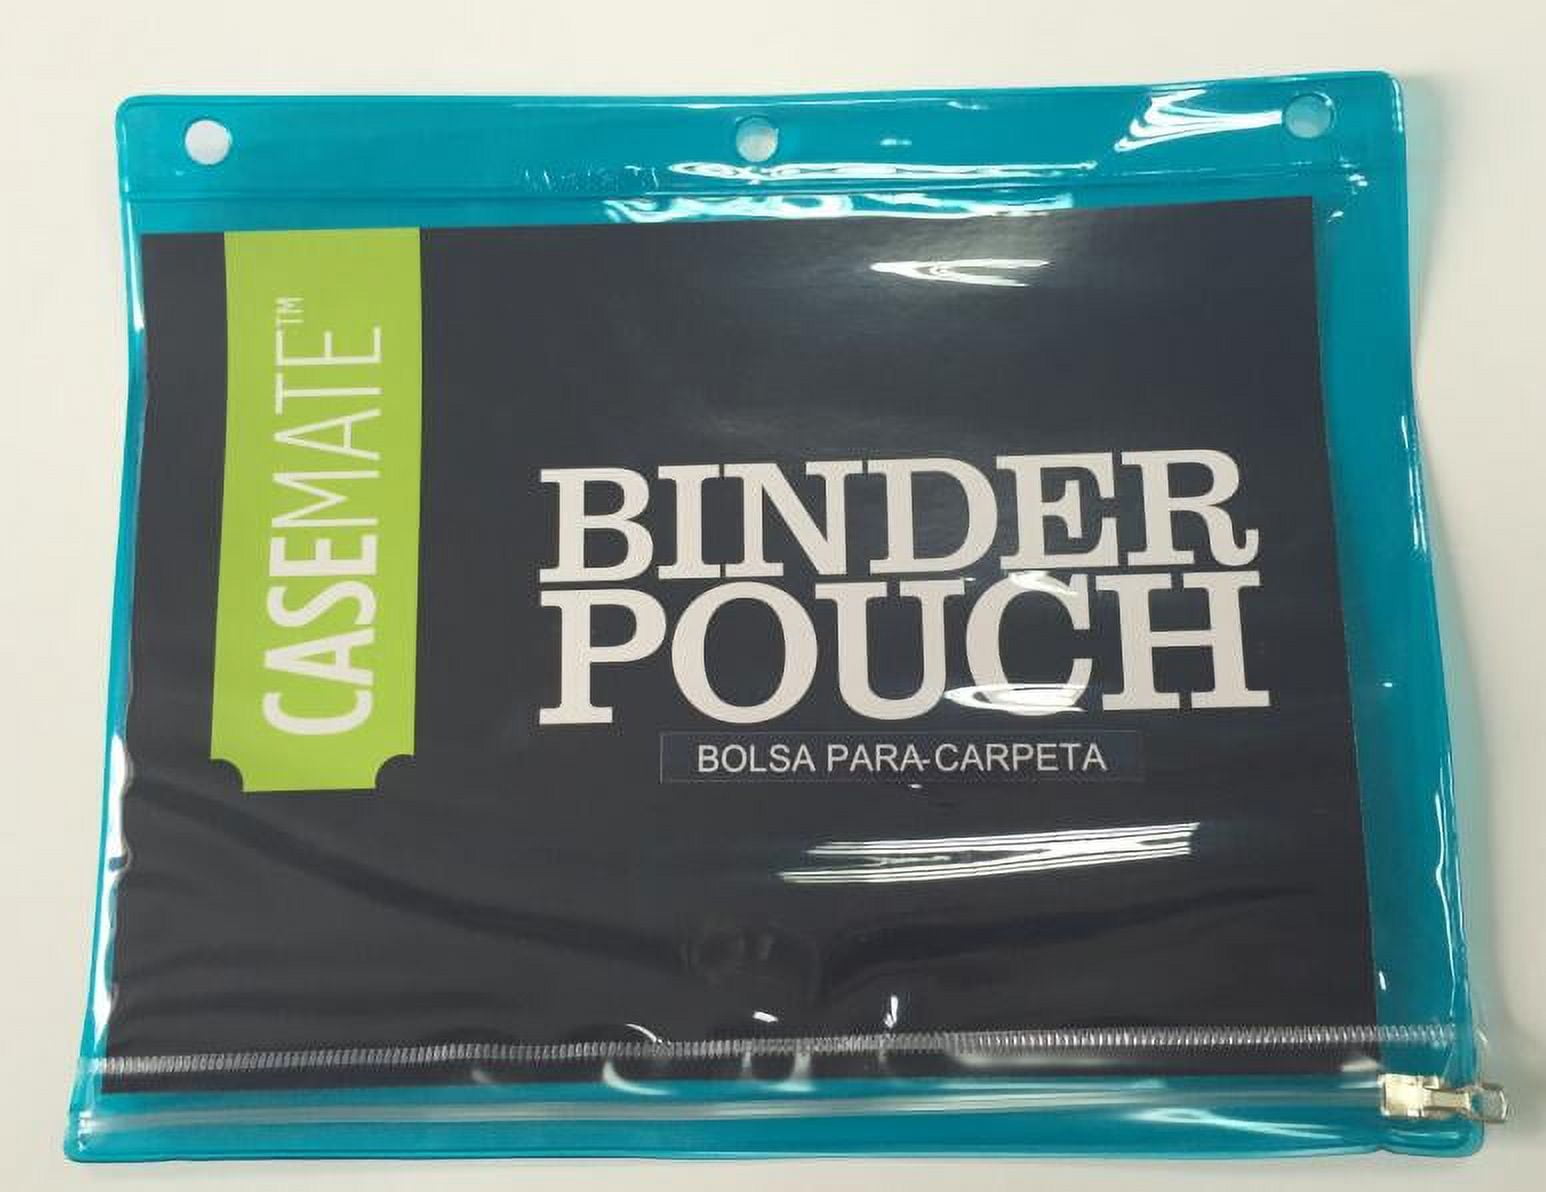 CASEMATE™
BINDER
POUCH
BOLSA PARA CARPETA